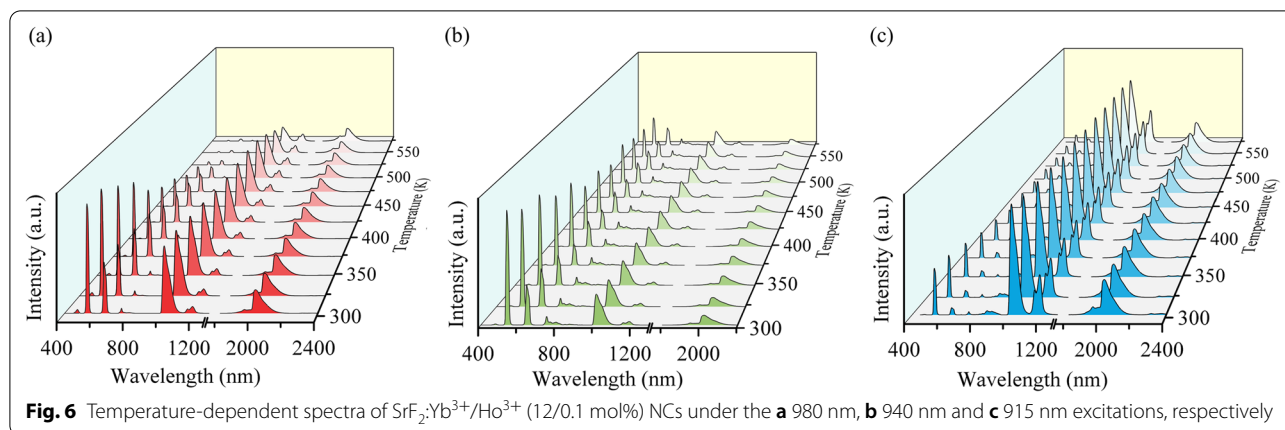 (a)
(b)
(c)
Intensity (a.u.)
Temperature (K)
550
500
450
400
350
300
400 800 1200 2000 2400
Wavelength (nm)
Intensity (a.u.)
Temperature (K)
550
500
450
400
350
300
400 800 1200 2000
Wavelength (nm)
Intensity (a.u.)
Temperature (K)
550
500
450
400
350
300
400 800 1200 2000 2400
Wavelength (nm)
Fig. 6 Temperature-dependent spectra of SrF₂:Yb³⁺/Ho³⁺ (12/0.1 mol%) NCs under the a 980 nm, b 940 nm and c 915 nm excitations, respectively